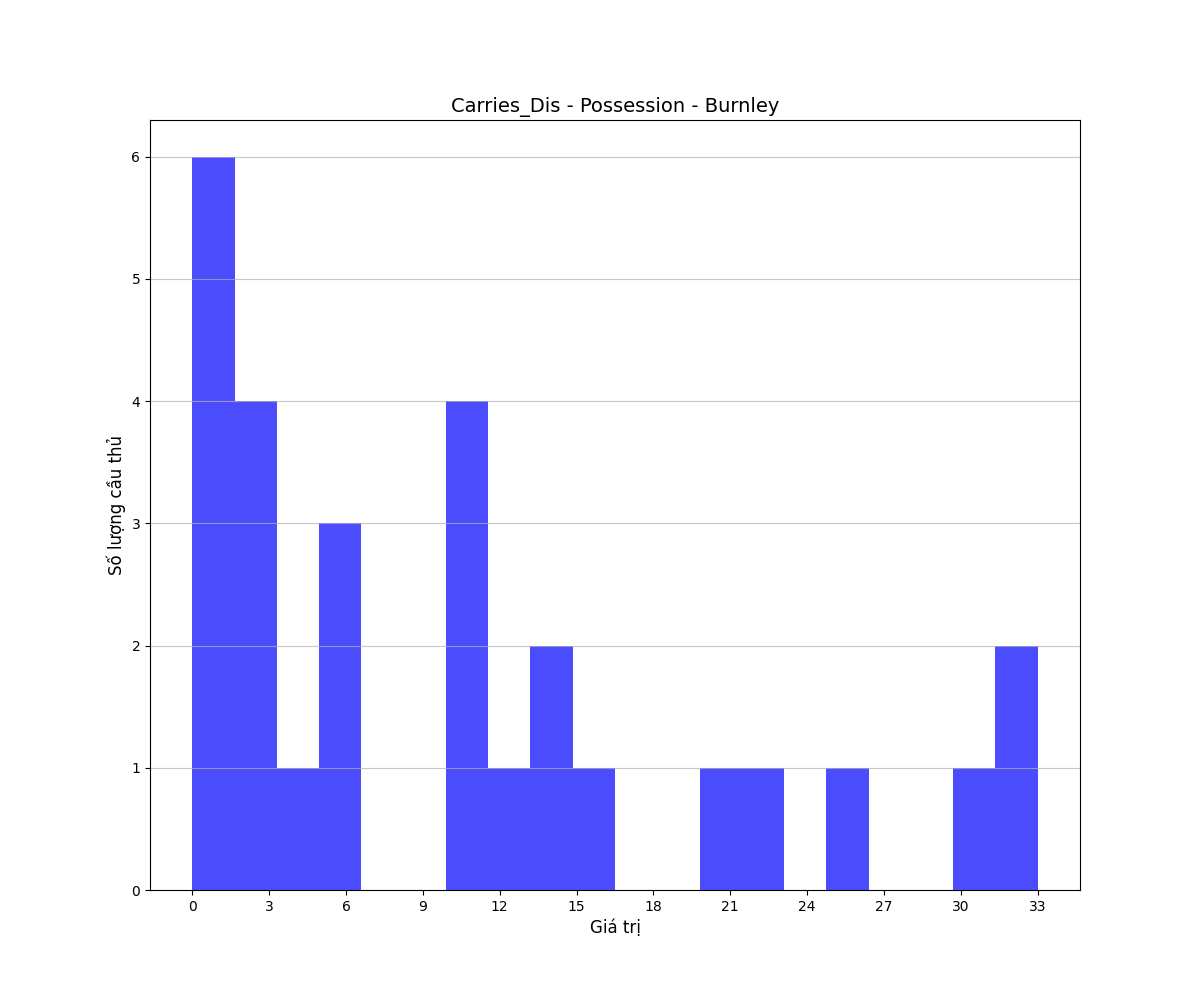 Carries_Dis - Possession - Burnley
6
5
4
3
2
1
0
Số lượng cầu thủ
0 3 6 9 12 15 18 21 24 27 30 33
Giá trị